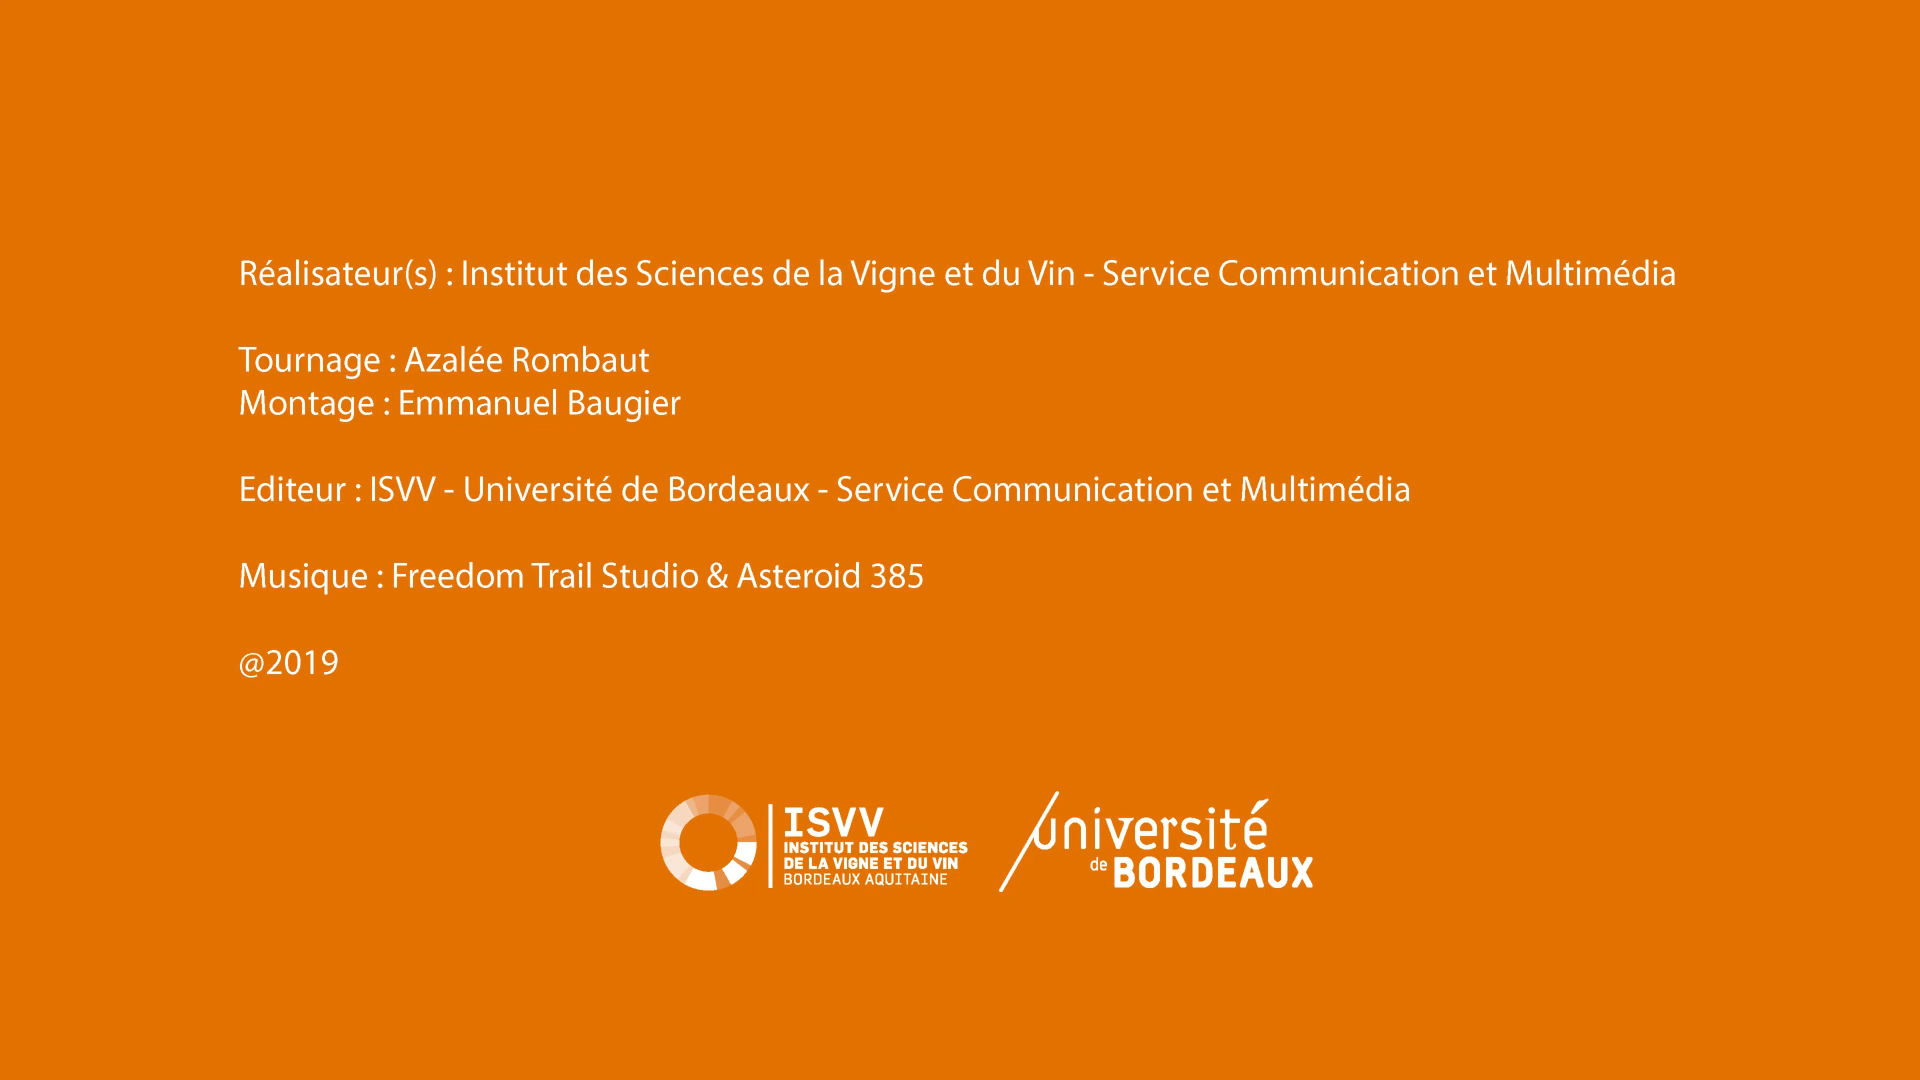 Réalisateur(s) : Institut des Sciences de la Vigne et du Vin - Service Communication et Multimédia
Tournage : Azalée Rombaut
Montage : Emmanuel Baugier
Editeur : ISVV - Université de Bordeaux - Service Communication et Multimédia
Musique : Freedom Trail Studio & Asteroid 385
@2019
ISVV
INSTITUT DES SCIENCES
DE LA VIGNE ET DU VIN
BORDEAUX AQUITAINE
université
de BORDEAUX